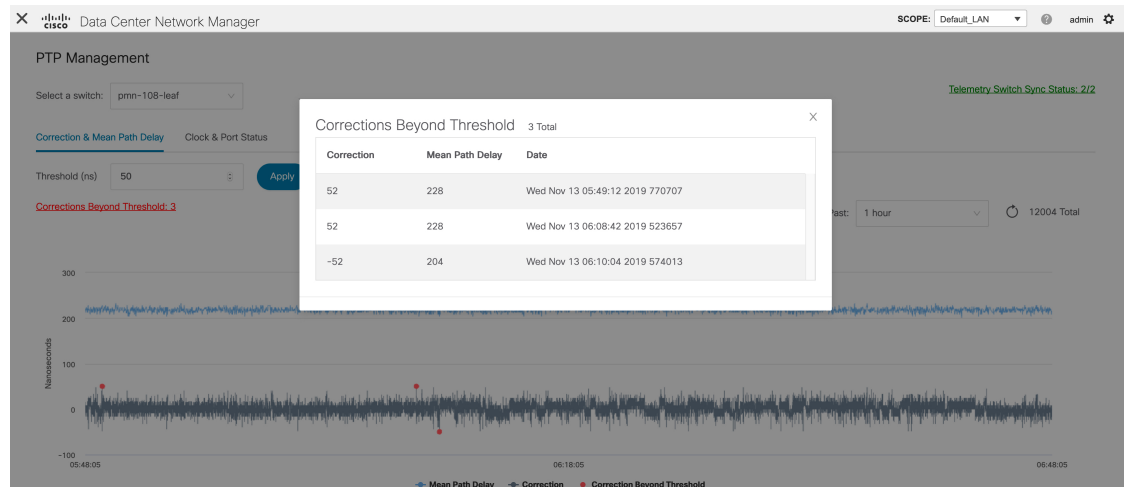 CISCO Data Center Network Manager
SCOPE: Default_LAN
admin
PTP Management
Select a switch: pmn-108-leaf
Telemetry Switch Sync Status: 2/2
Correction & Mean Path Delay Clock & Port Status
Threshold (ns) 50 Apply
Corrections Beyond Threshold: 3
Corrections Beyond Threshold 3 Total
Correction Mean Path Delay Date
52 228 Wed Nov 13 05:49:12 2019 770707
52 228 Wed Nov 13 06:08:42 2019 523657
-52 204 Wed Nov 13 06:10:04 2019 574013
1 hour 12004 Total
Nanoseconds
300
200
100
0
-100
05:48:05 06:18:05 06:48:05
Mean Path Delay Correction Correction Beyond Threshold